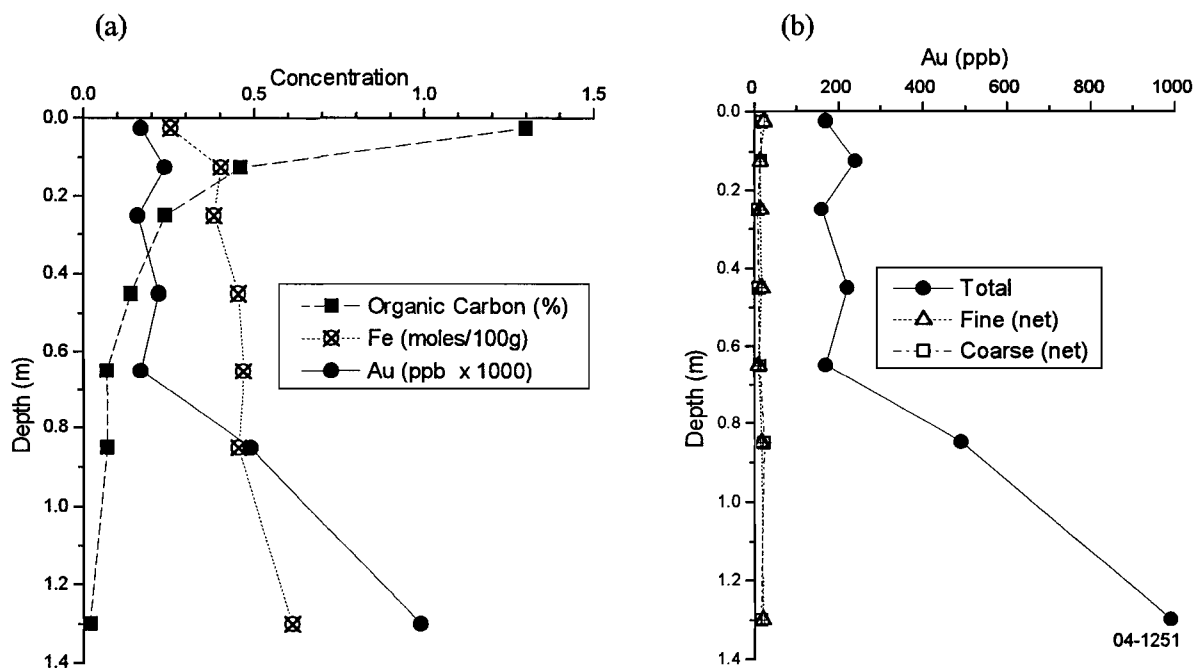 (a)
Concentration
0.0 0.5 1.0 1.5
0.0
0.2
0.4
0.6
0.8
1.0
1.2
1.4
Depth (m)
Organic Carbon (%)
Fe (moles/100g)
Au (ppb x 1000)
(b)
Au (ppb)
0 200 400 600 800 1000
0.0
0.2
0.4
0.6
0.8
1.0
1.2
1.4
Depth (m)
Total
Fine (net)
Coarse (net)
04-1251